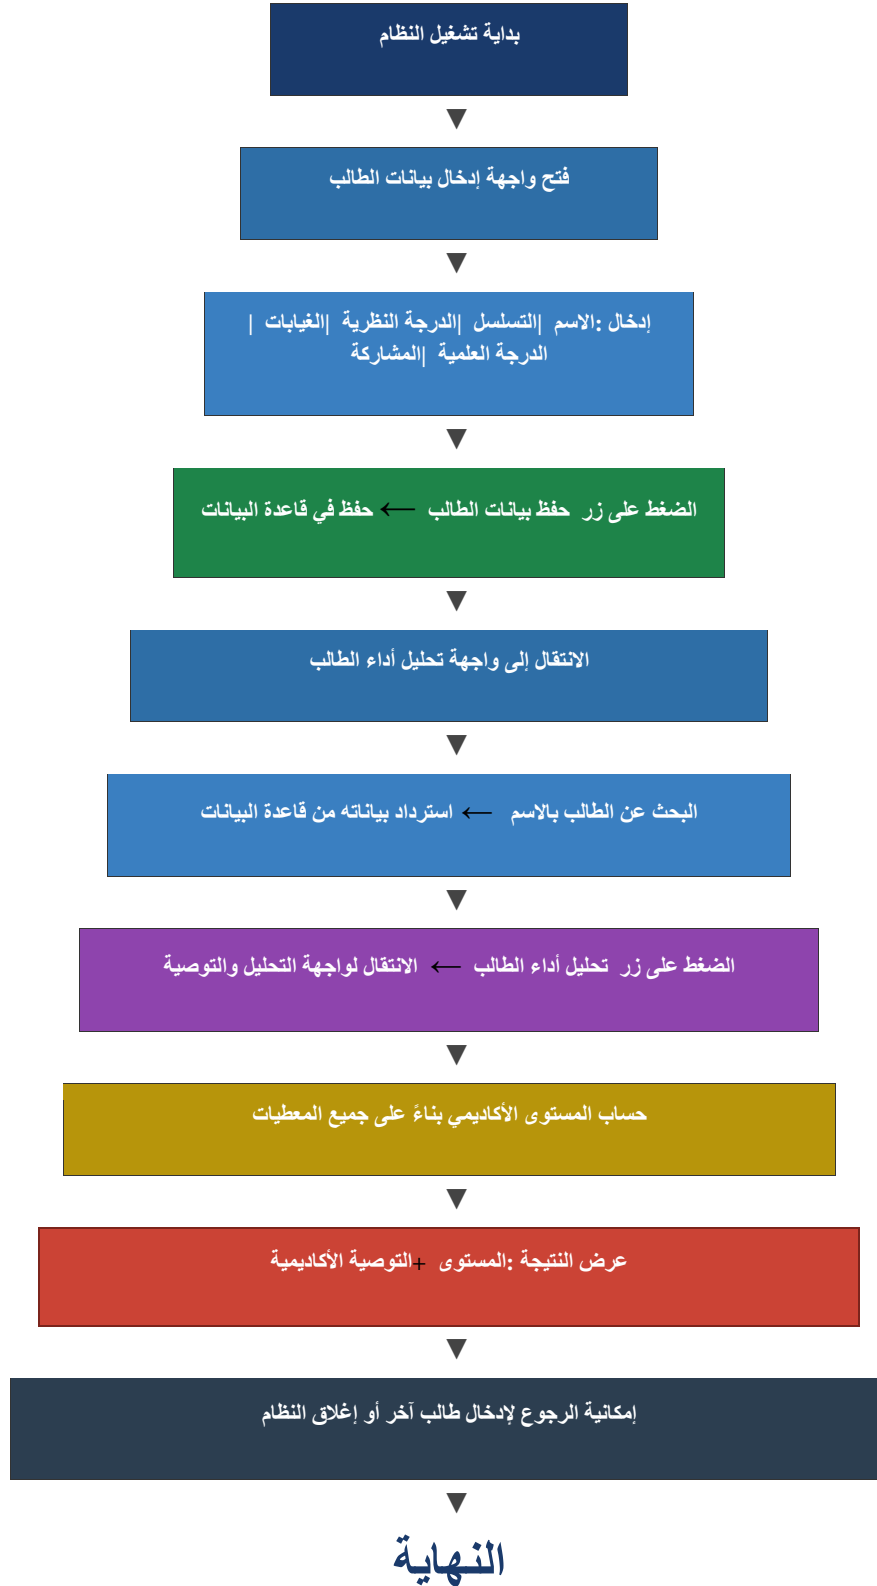 بداية تشغيل النظام
فتح واجهة إدخال بيانات الطالب
إدخال :الاسم |التسلسل |الدرجة النظرية |الغيابات |
الدرجة العلمية |المشاركة
الضغط على زر حفظ بيانات الطالب ← حفظ في قاعدة البيانات
الانتقال إلى واجهة تحليل أداء الطالب
البحث عن الطالب بالاسم ← استرداد بياناته من قاعدة البيانات
الضغط على زر تحليل أداء الطالب ← الانتقال لواجهة التحليل والتوصية
حساب المستوى الأكاديمي بناءً على جميع المعطيات
عرض النتيجة :المستوى +التوصية الأكاديمية
إمكانية الرجوع لإدخال طالب آخر أو إغلاق النظام
النهاية